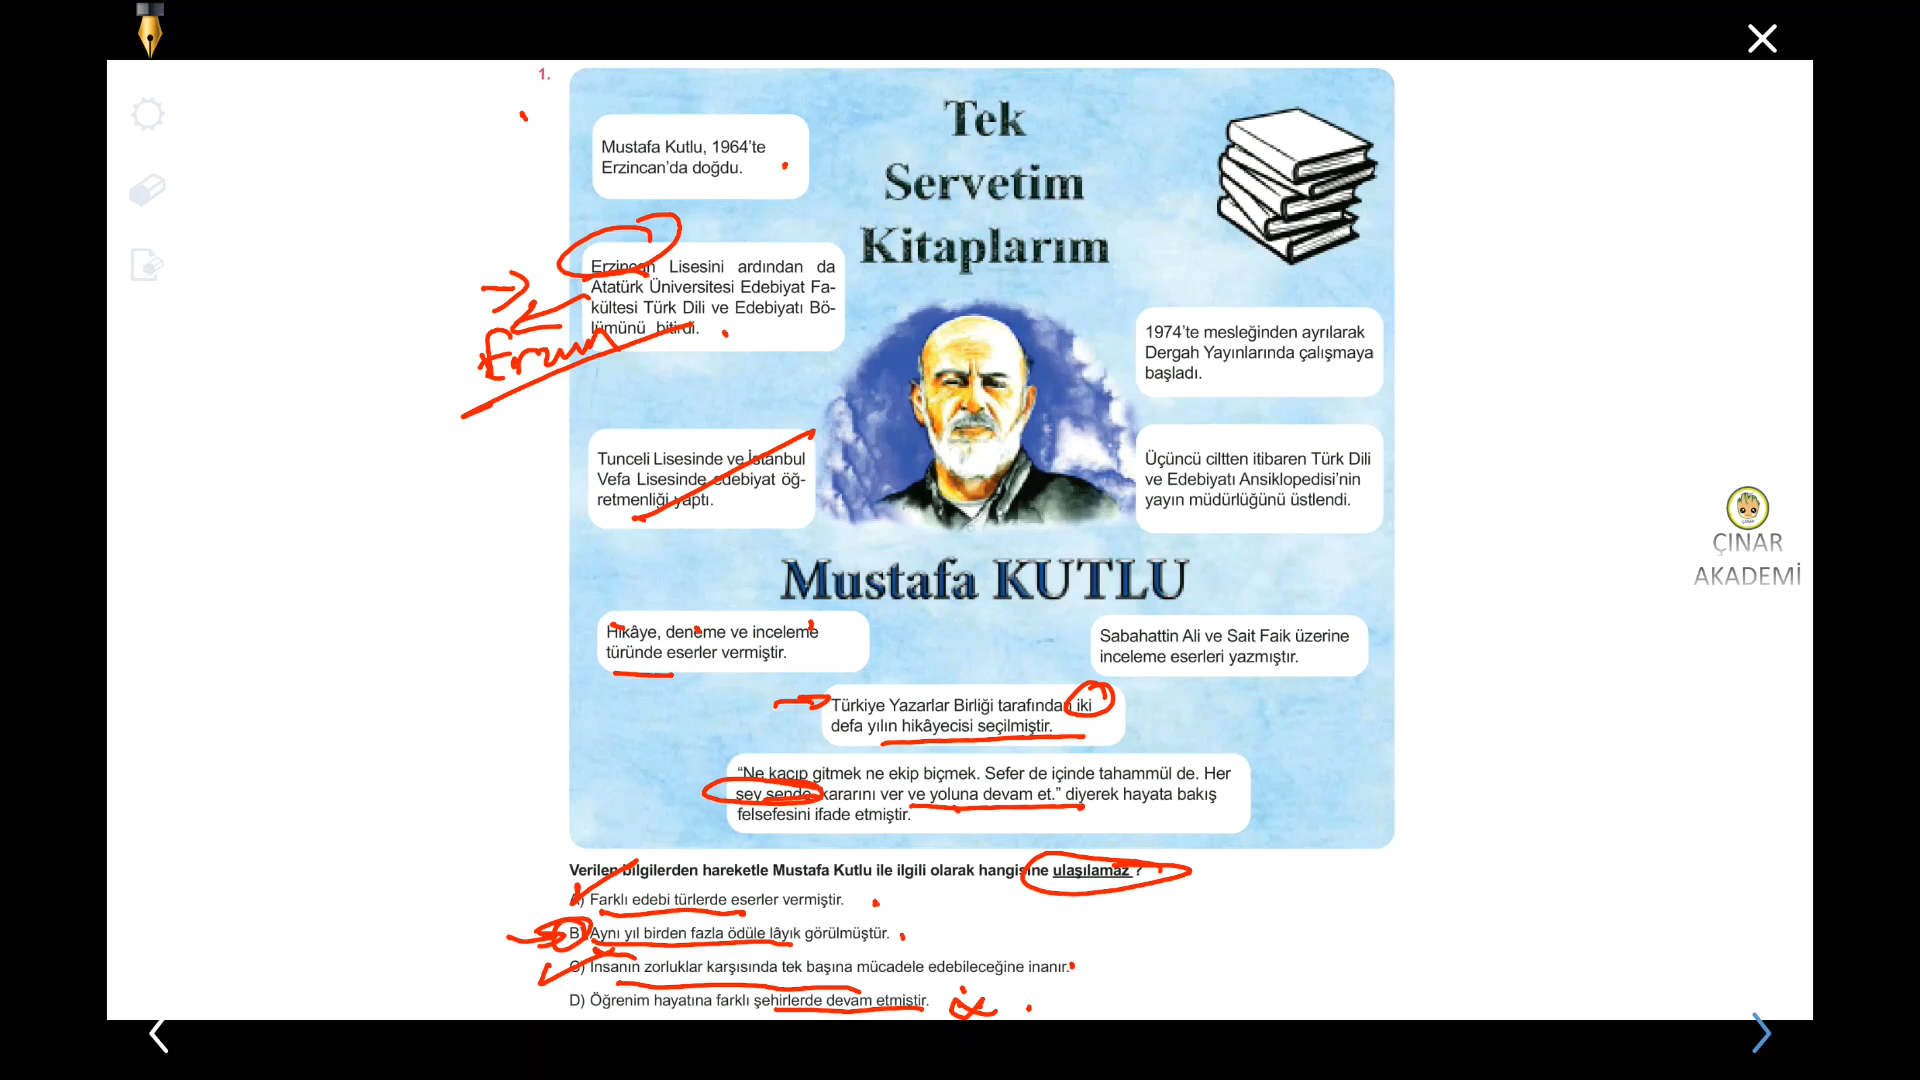 1.
Tek
Servetim
Kitaplarım
Mustafa Kutlu, 1964’te
Erzincan’da doğdu.
Erzincan Lisesini ardından da
Atatürk Üniversitesi Edebiyat Fa-
kültesi Türk Dili ve Edebiyatı Bö-
lümünü bitirdi.
1974’te mesleğinden ayrılarak
Dergah Yayınlarında çalışmaya
başladı.
Tunceli Lisesinde ve İstanbul
Vefa Lisesinde edebiyat öğ-
retmenliği yaptı.
Üçüncü ciltten itibaren Türk Dili
ve Edebiyatı Ansiklopedisi’nin
yayın müdürlüğünü üstlendi.
ÇINAR
AKADEMİ
Mustafa KUTLU
Hikâye, deneme ve inceleme
türünde eserler vermiştir.
Sabahattin Ali ve Sait Faik üzerine
inceleme eserleri yazmıştır.
Türkiye Yazarlar Birliği tarafından iki
defa yılın hikâyecisi seçilmiştir.
“Ne kaçıp gitmek ne ekip biçmek. Sefer de içinde tahammül de. Her
şey sende, kararını ver ve yoluna devam et.” diyerek hayata bakış
felsefesini ifade etmiştir.
Verilen bilgilerden hareketle Mustafa Kutlu ile ilgili olarak hangisine ulaşılamaz ?
A) Farklı edebi türlerde eserler vermiştir.
B) Aynı yıl birden fazla ödüle lâyık görülmüştür.
C) İnsanın zorluklar karşısında tek başına mücadele edebileceğine inanır.
D) Öğrenim hayatına farklı şehirlerde devam etmiştir.